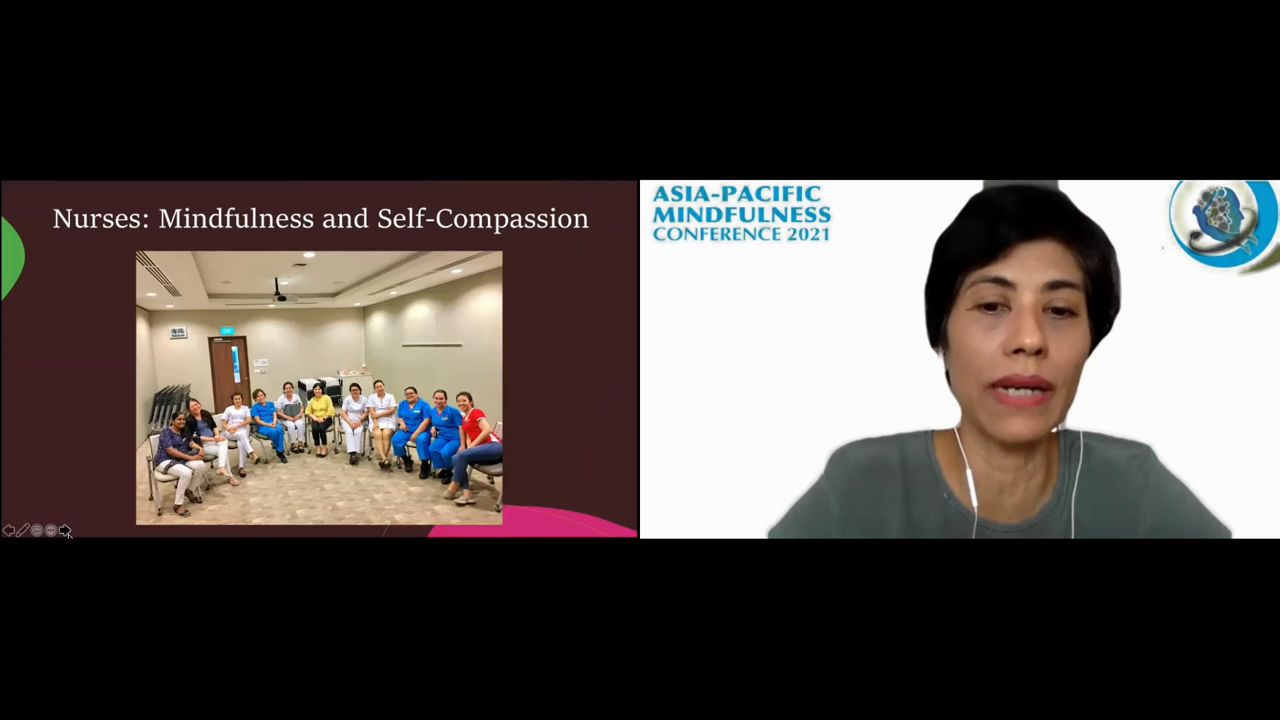 Nurses: Mindfulness and Self-Compassion
ASIA-PACIFIC
MINDFULNESS
CONFERENCE 2021